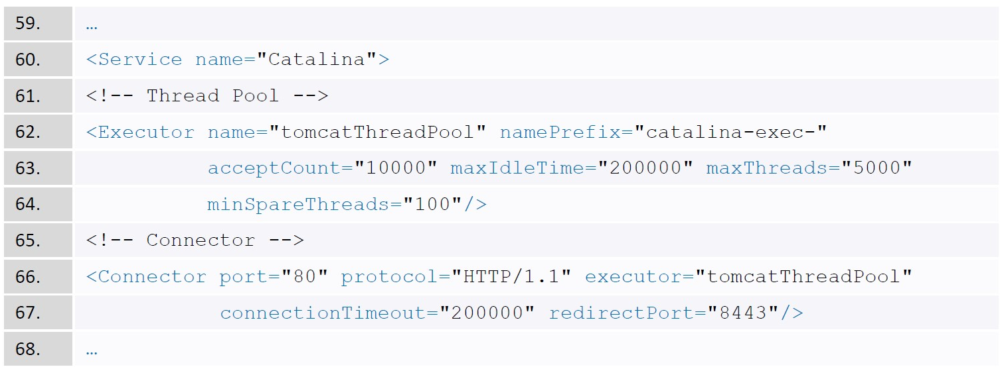 59. …
60. <Service name="Catalina">
61. <!-- Thread Pool -->
62. <Executor name="tomcatThreadPool" namePrefix="catalina-exec-"
63. acceptCount="10000" maxIdleTime="200000" maxThreads="5000"
64. minSpareThreads="100"/>
65. <!-- Connector -->
66. <Connector port="80" protocol="HTTP/1.1" executor="tomcatThreadPool"
67. connectionTimeout="200000" redirectPort="8443"/>
68. …